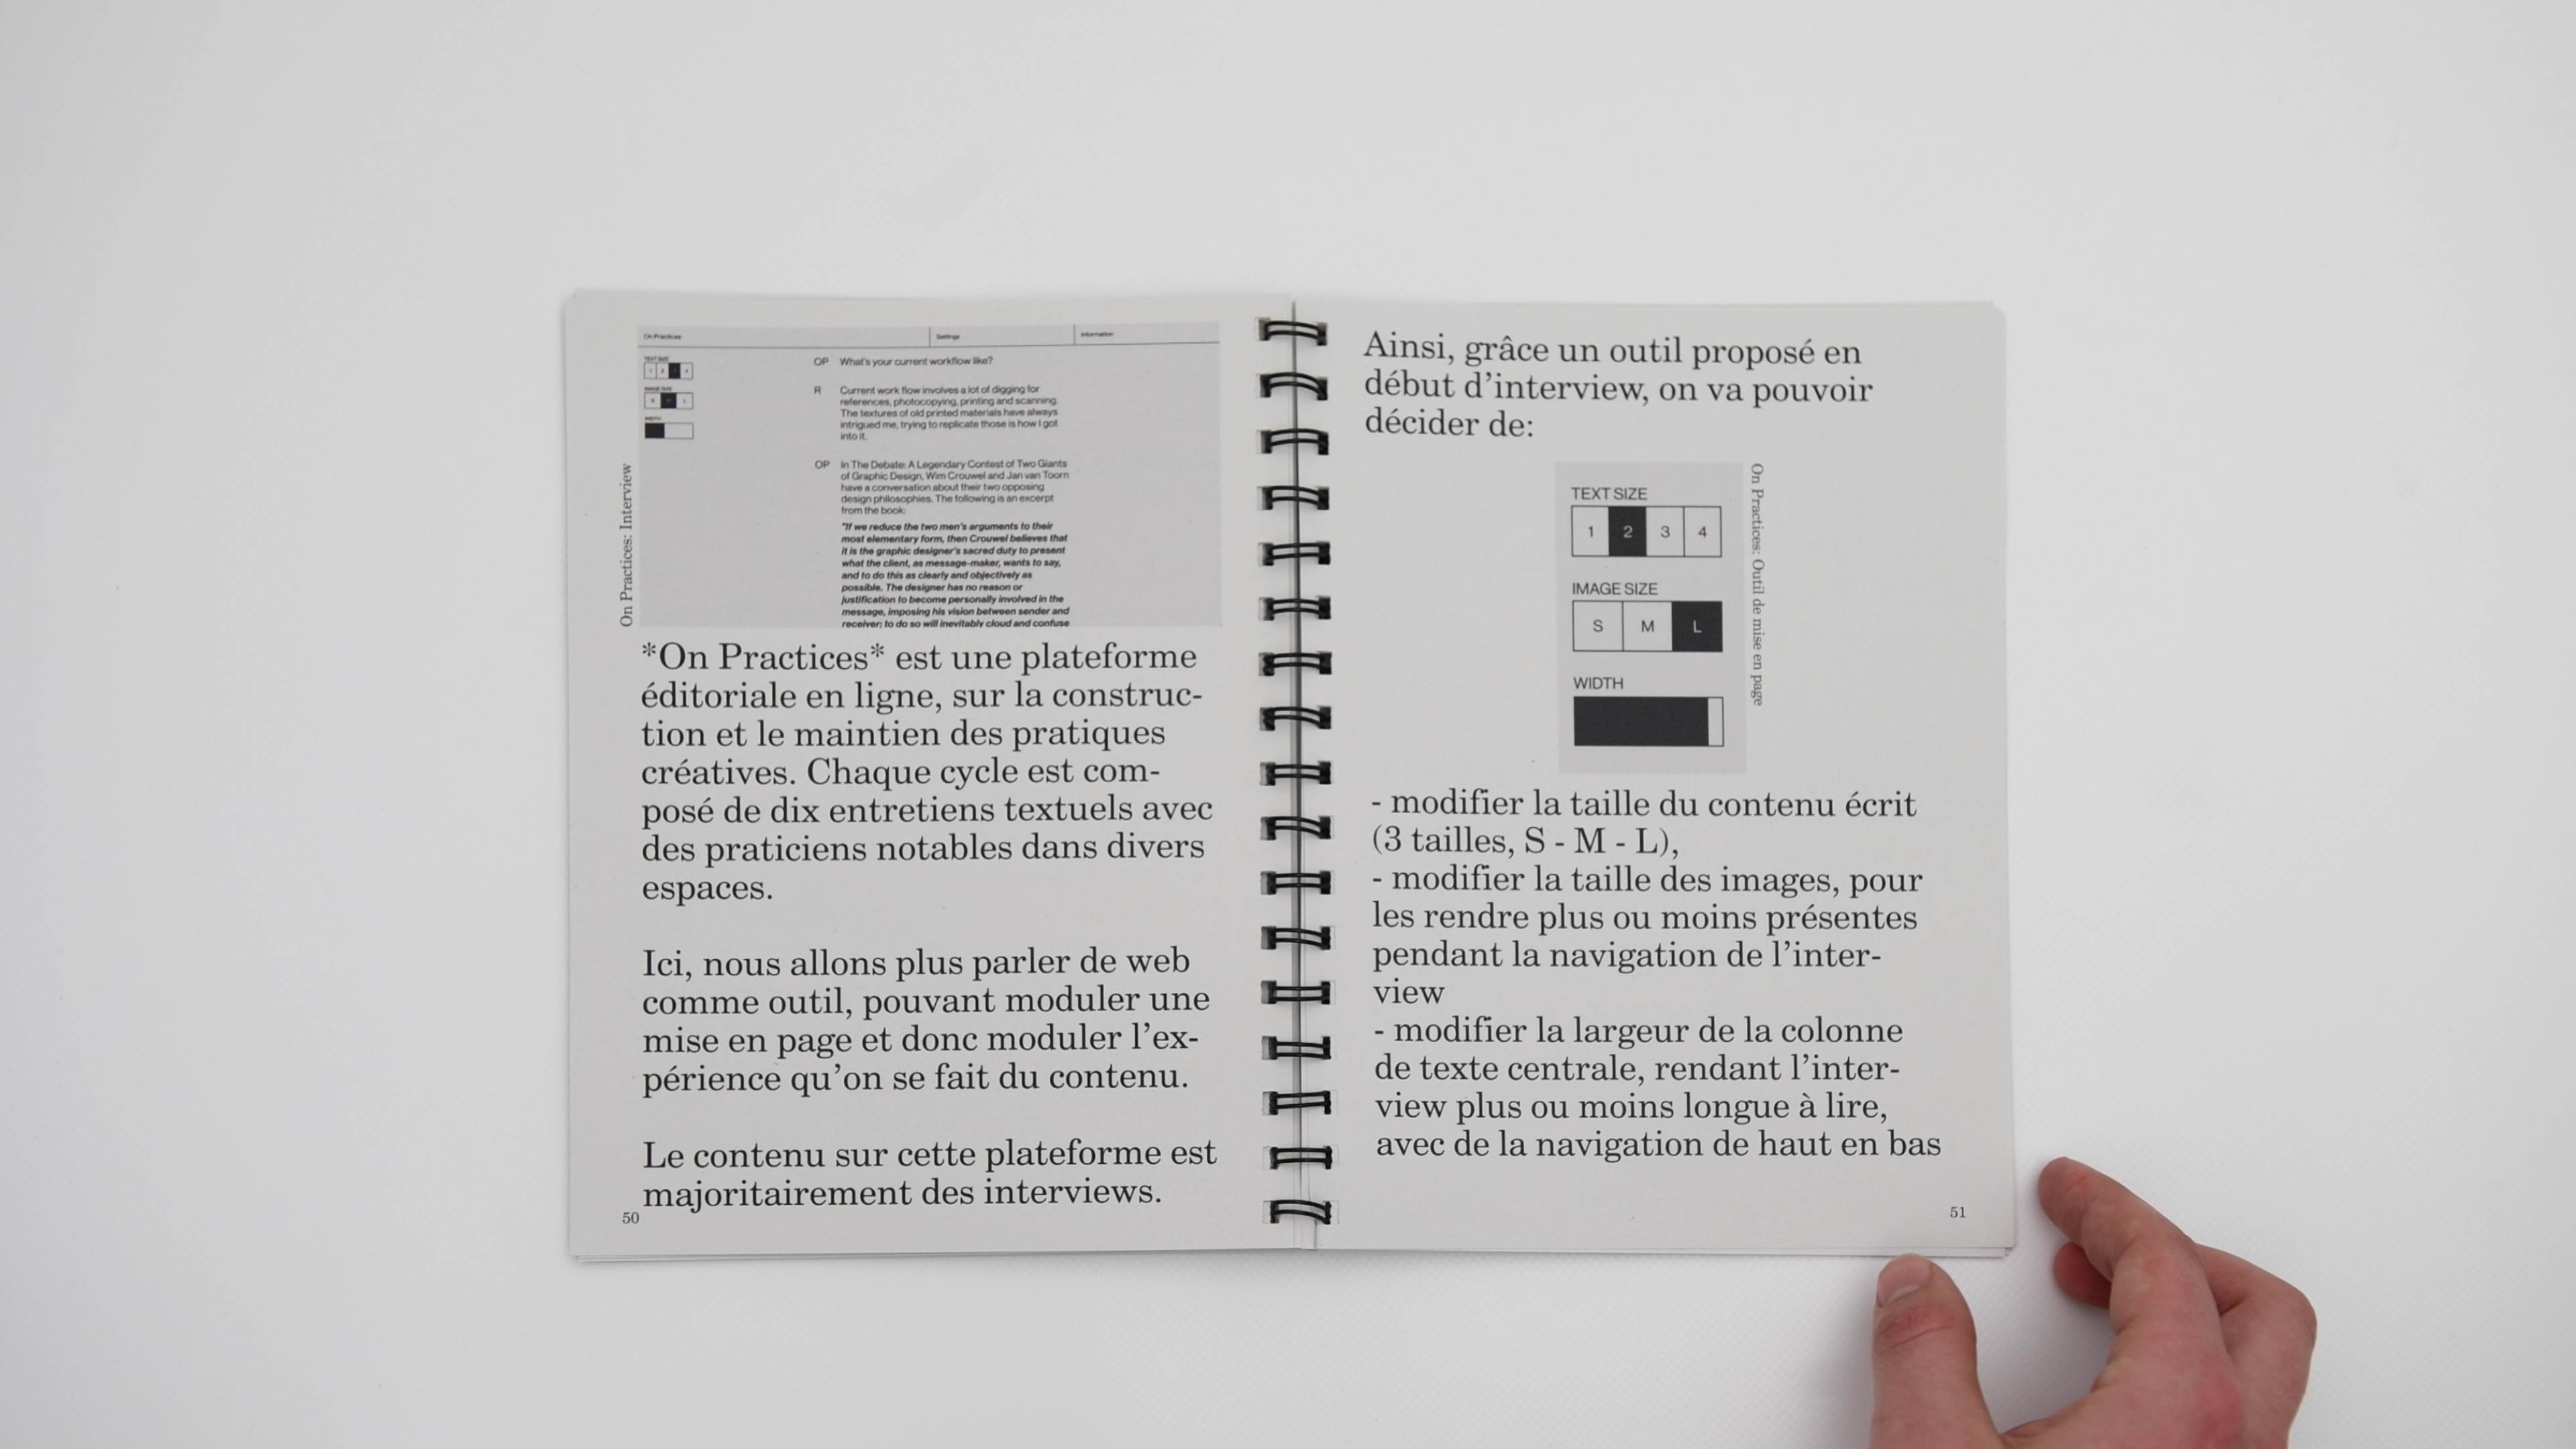 On Practices
Settings
Information
TEXT SIZE
IMAGE SIZE
S M L
WIDTH
OP What's your current workflow like?
R Current work flow involves a lot of digging for
references, photocopying, printing and scanning.
The textures of old printed materials have always
intrigued me, trying to replicate those is how I got
into it.
OP In The Debate: A Legendary Contest of Two Giants
of Graphic Design, Wim Crouwel and Jan van Toorn
have a conversation about their two opposing
design philosophies. The following is an excerpt
from the book:
"If we reduce the two men's arguments to their
most elementary form, then Crouwel believes that
it is the graphic designer's sacred duty to present
what the client, as message-maker, wants to say,
and to do this as clearly and objectively as
possible. The designer has no reason or
justification to become personally involved in the
message, imposing his vision between sender and
receiver: to do so will inevitably cloud and confuse
On Practices: Interview
*On Practices* est une plateforme
éditoriale en ligne, sur la construc-
tion et le maintien des pratiques
créatives. Chaque cycle est com-
posé de dix entretiens textuels avec
des praticiens notables dans divers
espaces.
Ici, nous allons plus parler de web
comme outil, pouvant moduler une
mise en page et donc moduler l'ex-
périence qu'on se fait du contenu.
Le contenu sur cette plateforme est
majoritairement des interviews.
50
Ainsi, grâce un outil proposé en
début d'interview, on va pouvoir
décider de:
TEXT SIZE
1 2 3 4
IMAGE SIZE
S M L
WIDTH
On Practices: Outil de mise en page
- modifier la taille du contenu écrit
(3 tailles, S - M - L),
- modifier la taille des images, pour
les rendre plus ou moins présentes
pendant la navigation de l'inter-
view
- modifier la largeur de la colonne
de texte centrale, rendant l'inter-
view plus ou moins longue à lire,
avec de la navigation de haut en bas
51